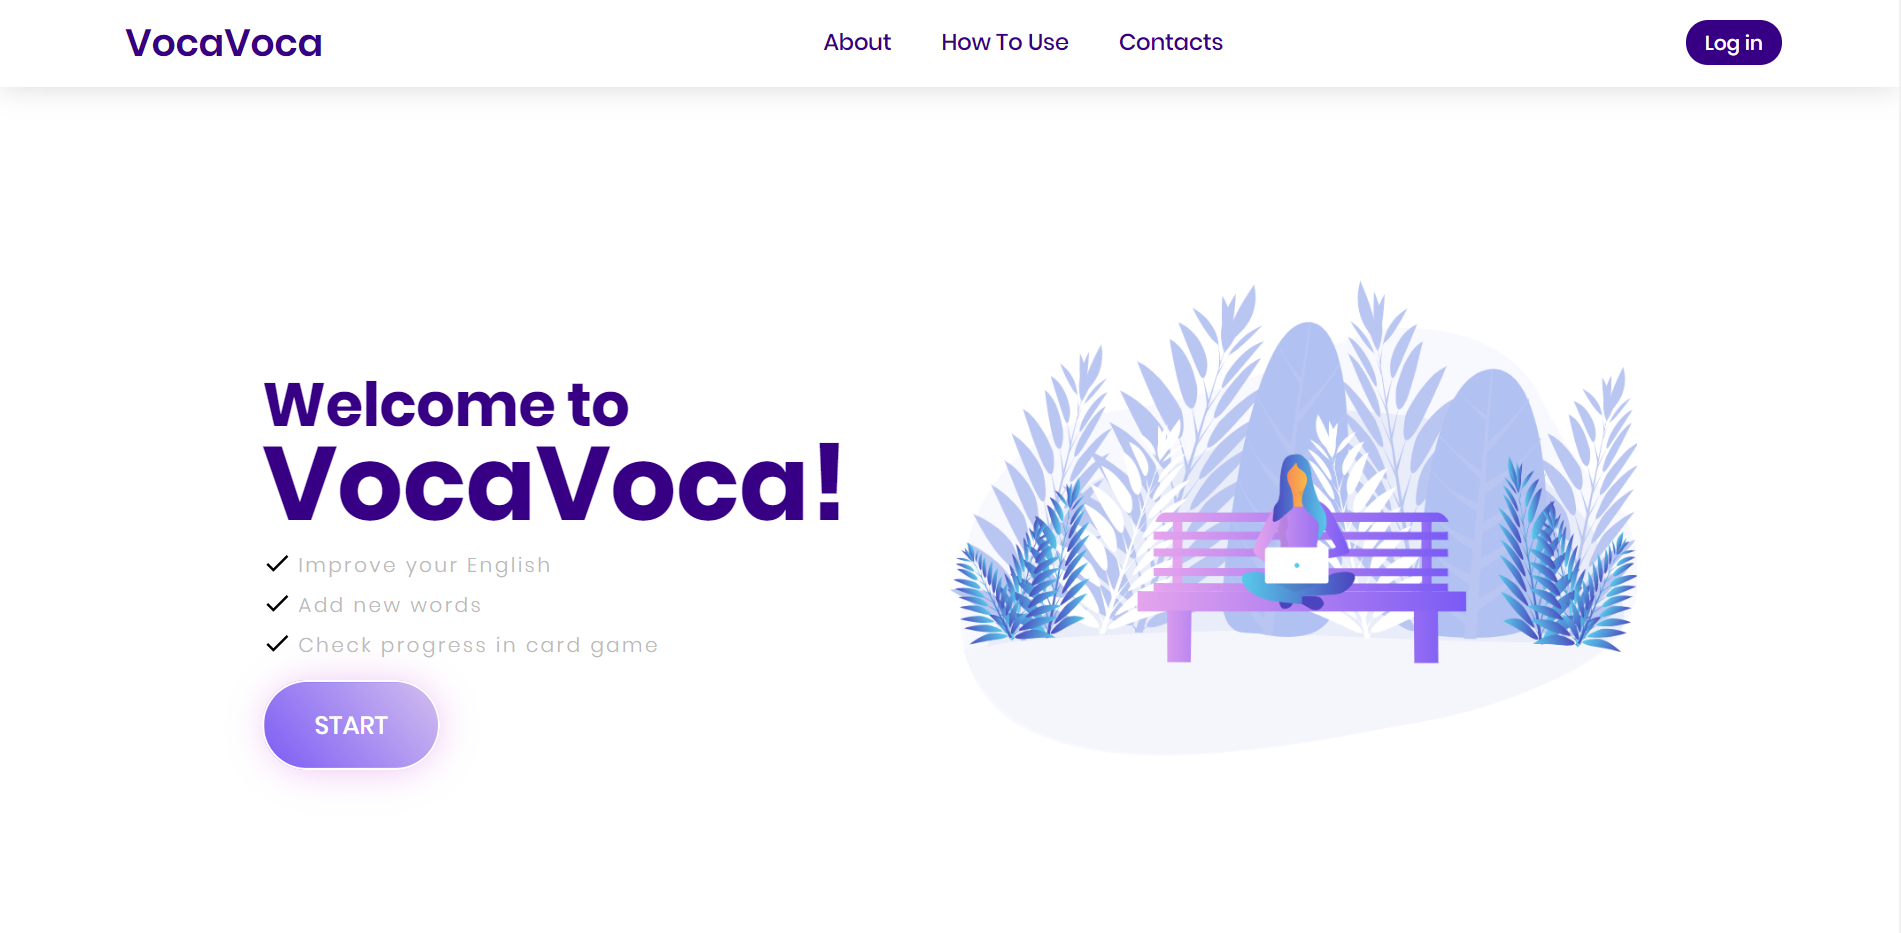 VocaVoca
About
How To Use
Contacts
Log in
Welcome to
VocaVoca!
Improve your English
Add new words
Check progress in card game
START